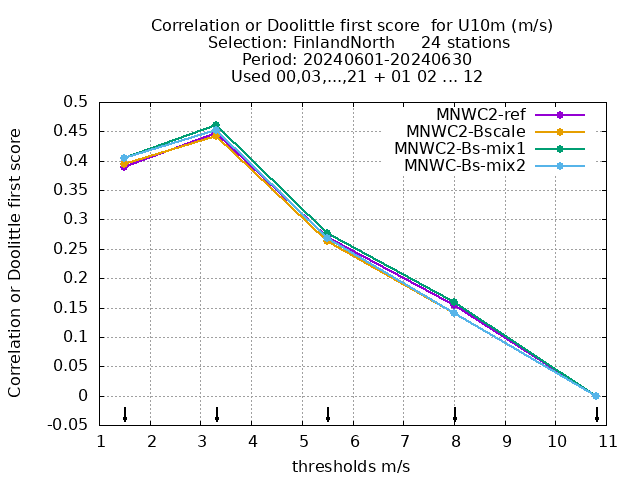 Correlation or Doolittle first score  for U10m (m/s)
Selection: FinlandNorth     24 stations
Period: 20240601-20240630
Used 00,03,...,21 + 01 02 ... 12
MNWC2-ref
MNWC2-Bscale
MNWC2-Bs-mix1
MNWC-Bs-mix2
Correlation or Doolittle first score
0.5
0.45
0.4
0.35
0.3
0.25
0.2
0.15
0.1
0.05
0
-0.05
1 2 3 4 5 6 7 8 9 10 11
thresholds m/s